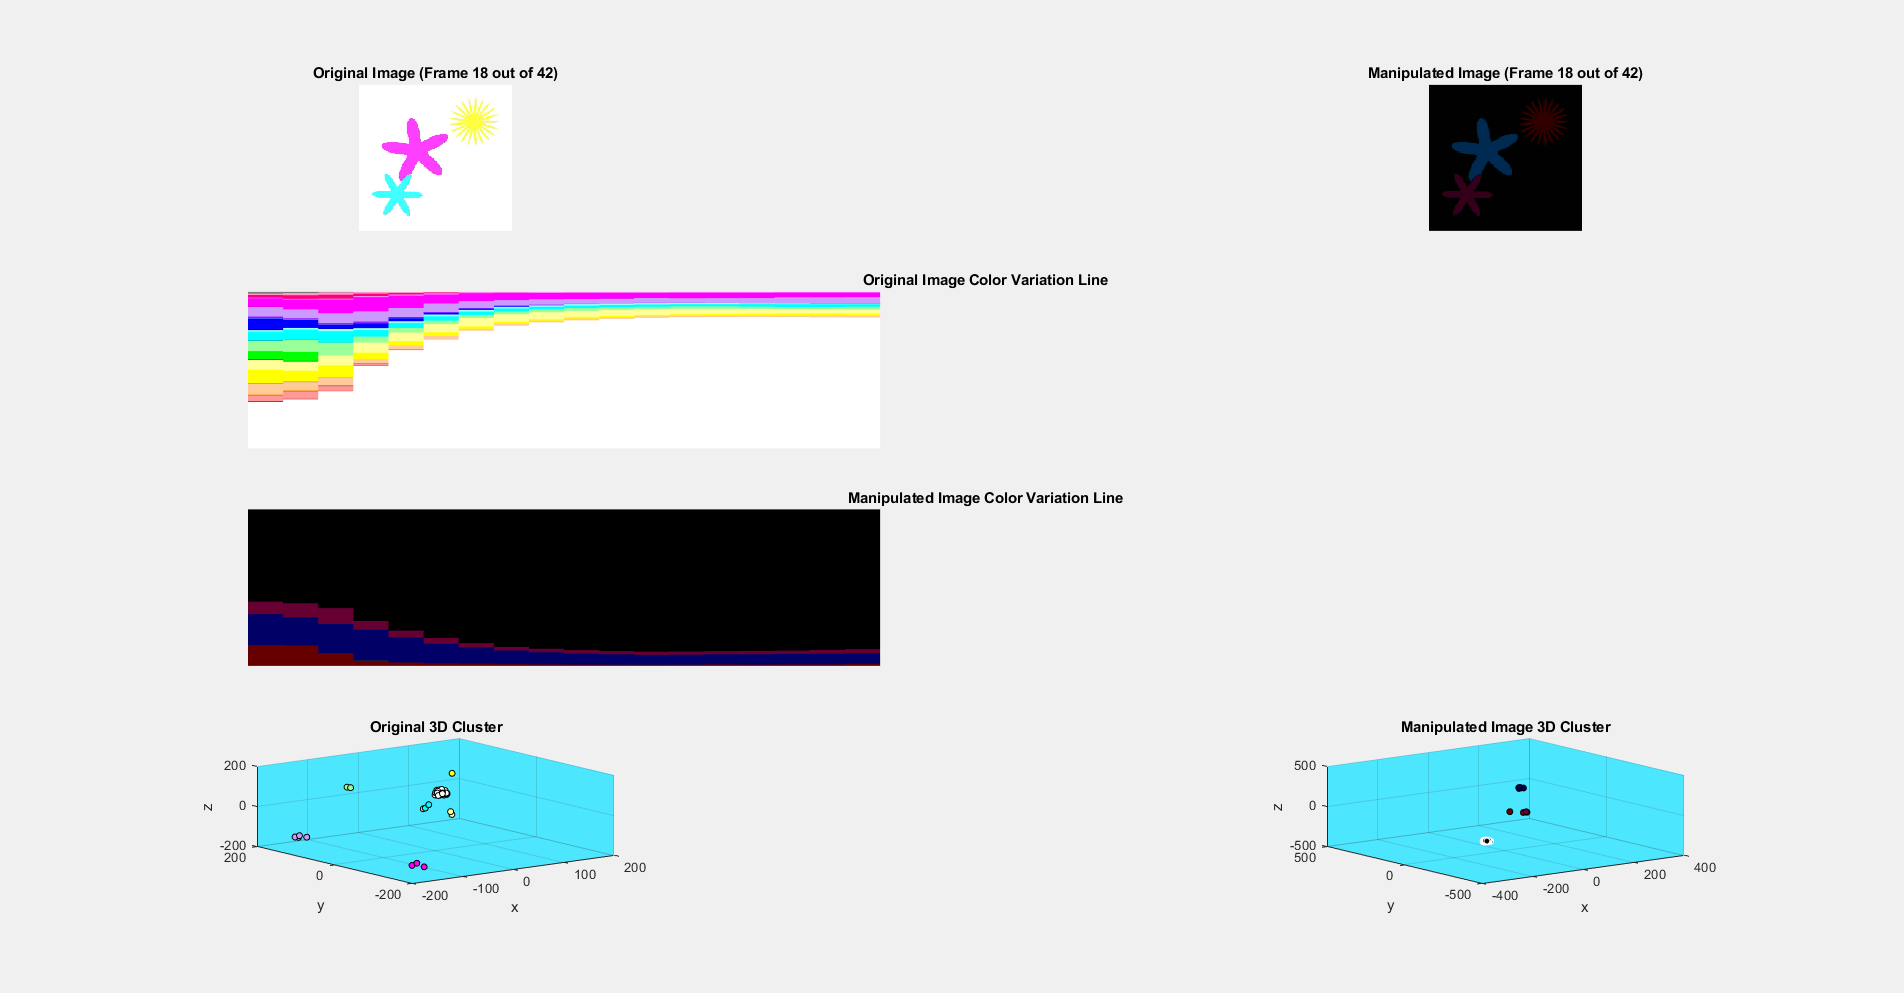 Original Image (Frame 18 out of 42)
Manipulated Image (Frame 18 out of 42)
Original Image Color Variation Line
Manipulated Image Color Variation Line
Original 3D Cluster
200
0
-200
z
200
0
-200
y
-200
-100
0
100
200
x
Manipulated Image 3D Cluster
500
0
-500
z
500
0
-500
y
-400
-200
0
200
400
x